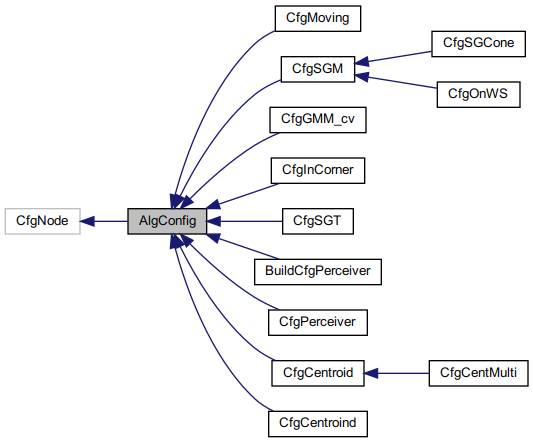 CfgMoving
CfgSGCone
CfgSGM
CfgOnWS
CfgGMM_cv
CfgInCorner
CfgNode
AlgConfig
CfgSGT
BuildCfgPerceiver
CfgPerceiver
CfgCentroid
CfgCentMulti
CfgCentroind